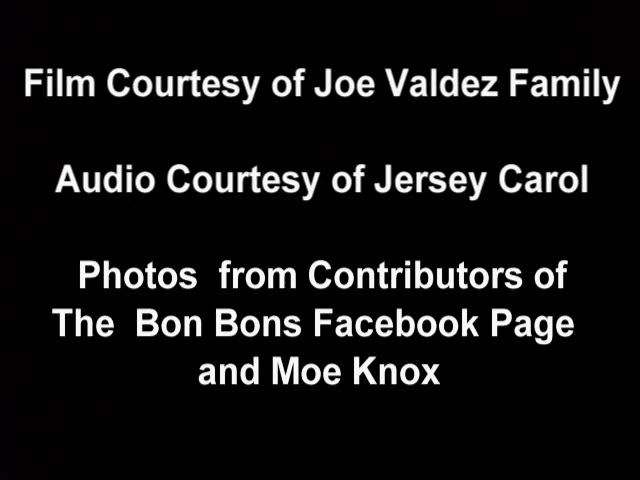 Film Courtesy of Joe Valdez Family
Audio Courtesy of Jersey Carol
Photos  from Contributors of
The  Bon Bons Facebook Page
and Moe Knox